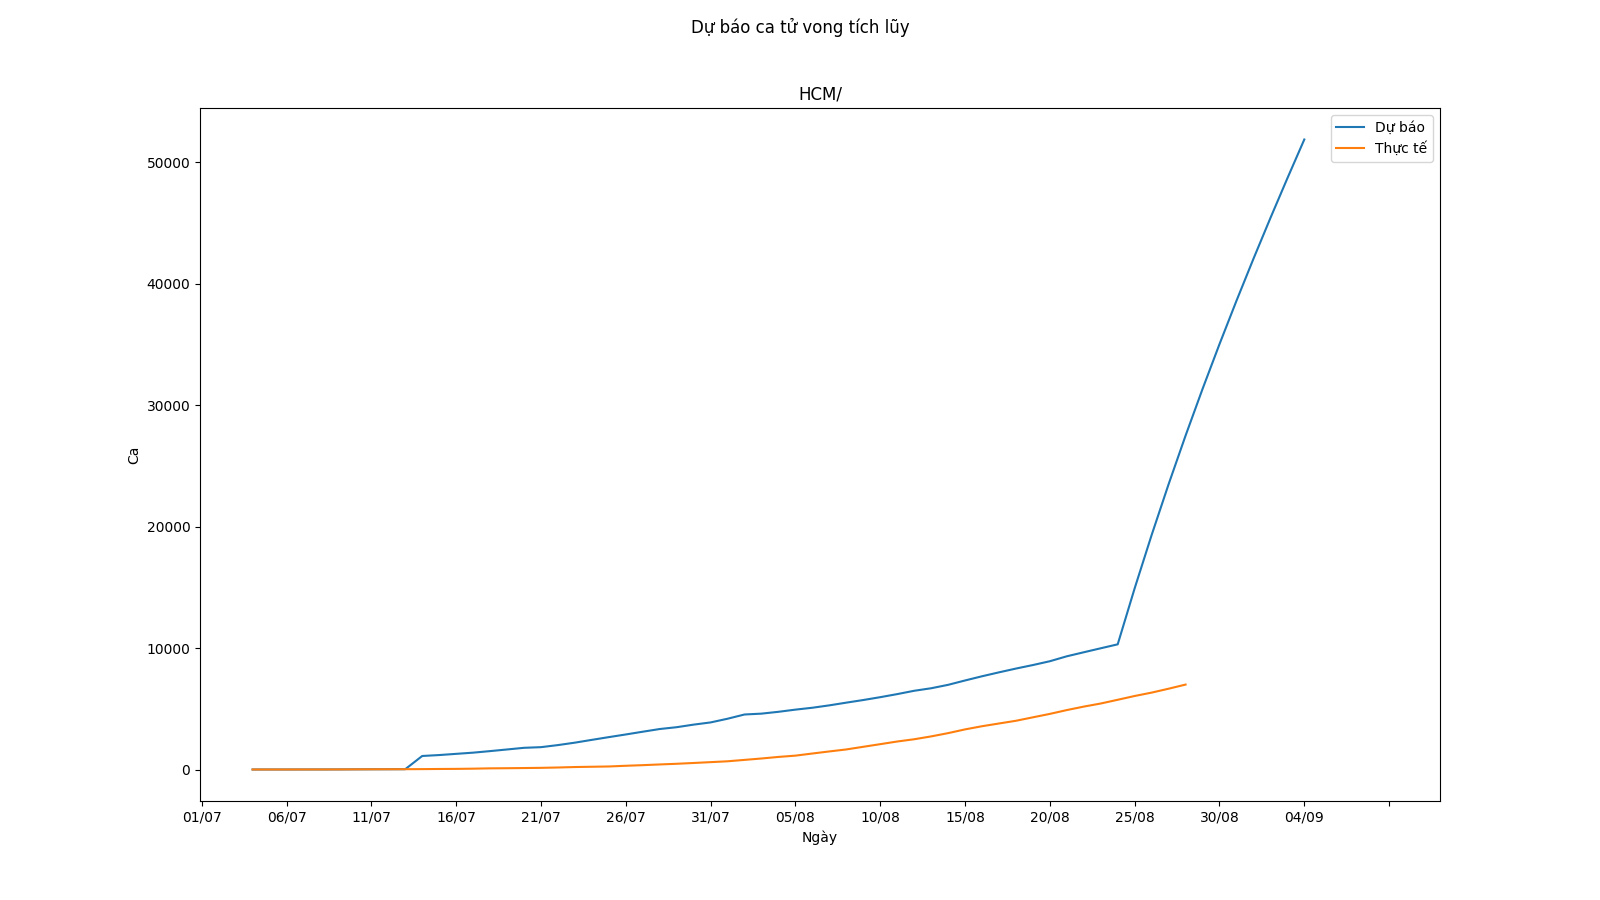 Dự báo ca tử vong tích lũy
HCM/
Dự báo
Thực tế
50000
40000
30000
20000
10000
0
Ca
01/07 06/07 11/07 16/07 21/07 26/07 31/07 05/08 10/08 15/08 20/08 25/08 30/08 04/09
Ngày